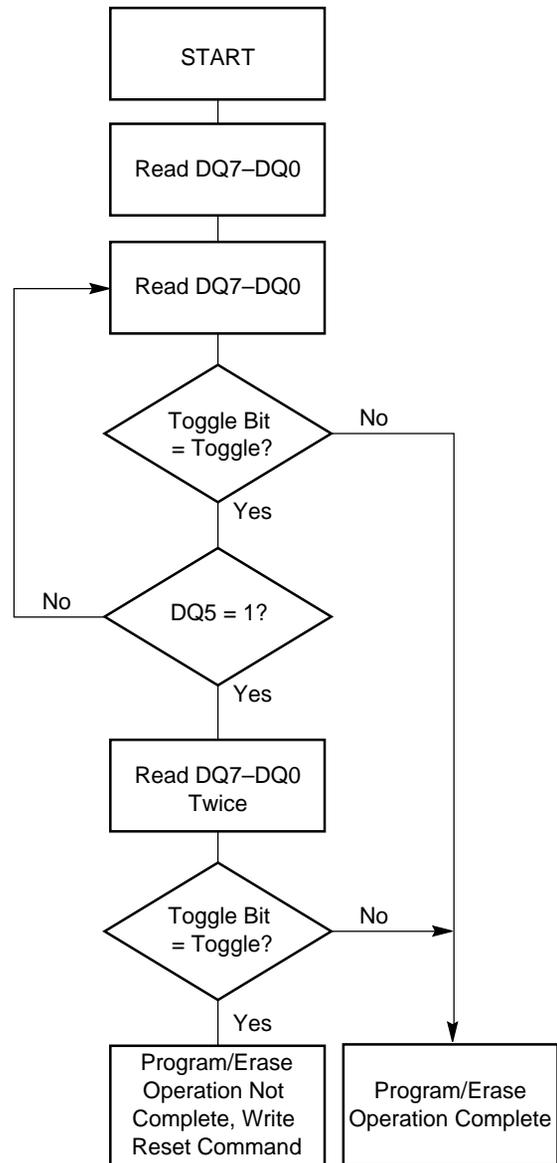 START
Read DQ7–DQ0
Read DQ7–DQ0
Toggle Bit
= Toggle?
No
Yes
No
DQ5 = 1?
Yes
Read DQ7–DQ0
Twice
Toggle Bit
= Toggle?
No
Yes
Program/Erase
Operation Not
Complete, Write
Reset Command
Program/Erase
Operation Complete